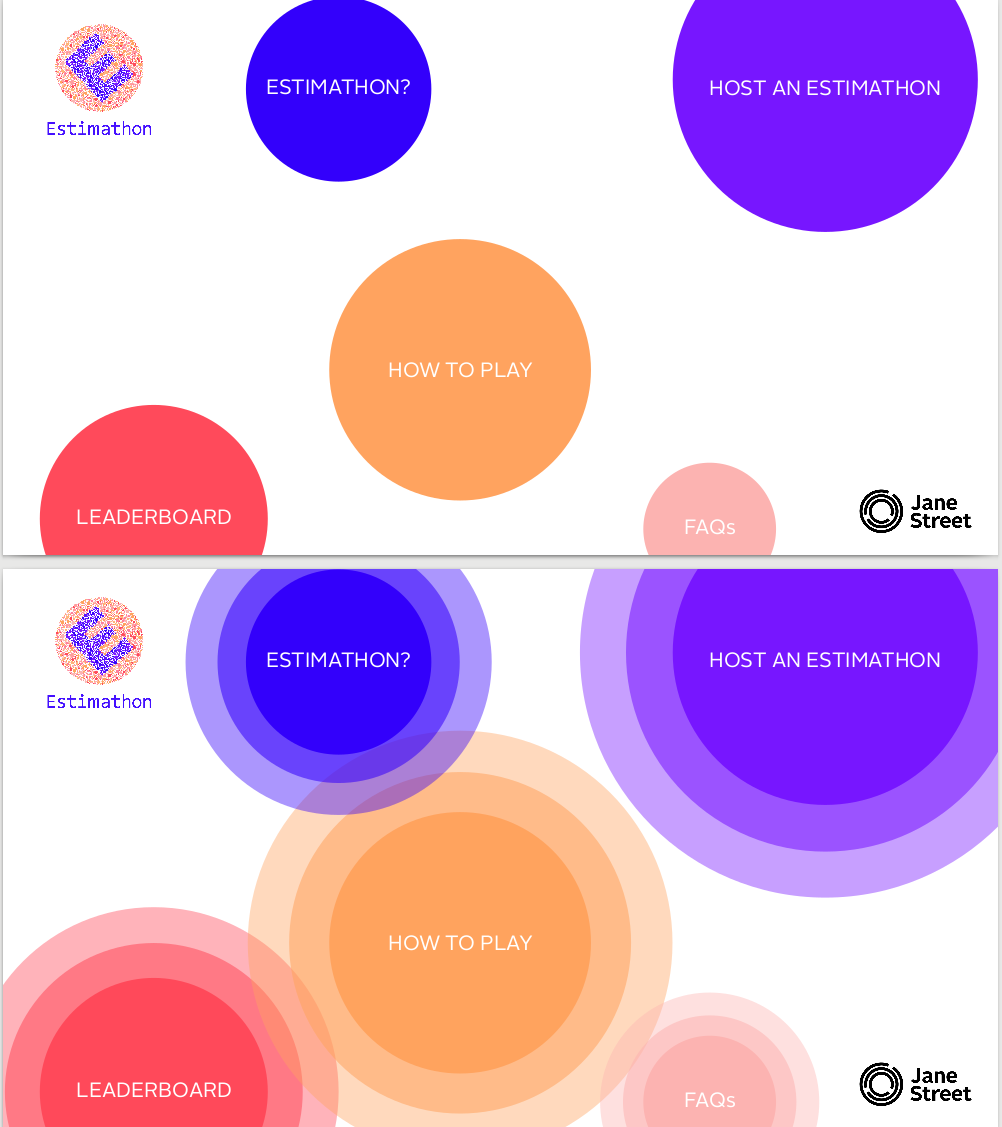 ESTIMATHON?
HOST AN ESTIMATHON
Estimathon
HOW TO PLAY
LEADERBOARD
FAQs
Jane
Street
ESTIMATHON?
HOST AN ESTIMATHON
Estimathon
HOW TO PLAY
LEADERBOARD
FAQs
Jane
Street